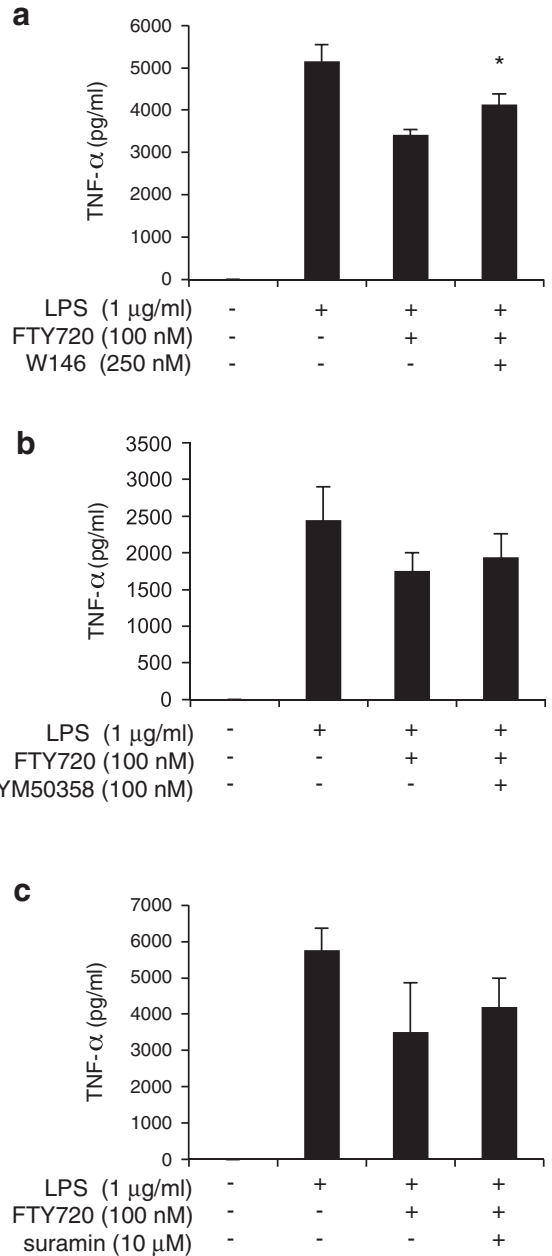 a
6000
5000
4000
3000
2000
1000
0
TNF-α (pg/ml)
*
LPS (1 μg/ml) - + + +
FTY720 (100 nM) - - + +
W146 (250 nM) - - - +
b
3500
3000
2500
2000
1500
1000
500
0
TNF-α (pg/ml)
LPS (1 μg/ml) - + + +
FTY720 (100 nM) - - + +
YM50358 (100 nM) - - - +
c
7000
6000
5000
4000
3000
2000
1000
0
TNF-α (pg/ml)
LPS (1 μg/ml) - + + +
FTY720 (100 nM) - - + +
suramin (10 μM) - - - +